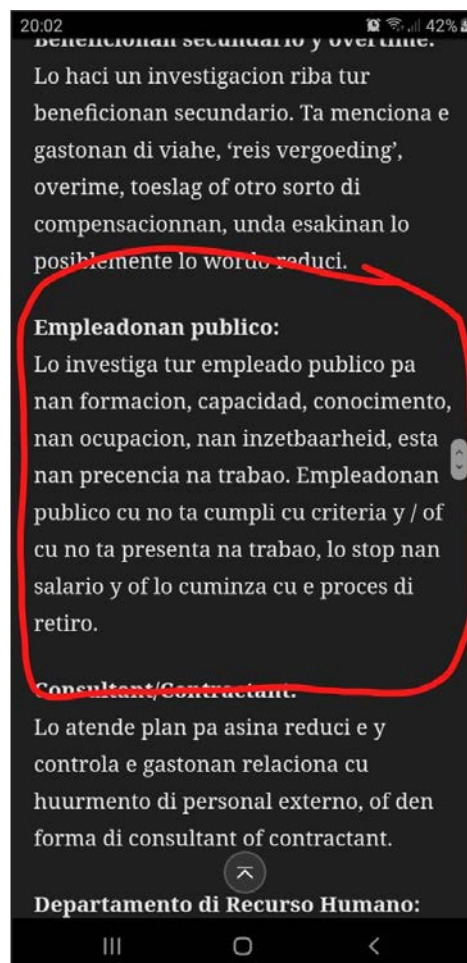 20:02 42%
Beneficionan secundario y overtime:
Lo haci un investigacion riba tur
beneficionan secundario. Ta menciona e
gastonan di viahe, ‘reis vergoeding’,
overime, toeslag of otro sorto di
compensacionnan, unda esakinan lo
posiblemente lo wordo reduci.
Empleadonan publico:
Lo investiga tur empleado publico pa
nan formacion, capacidad, conocimento,
nan ocupacion, nan inzetbaarheid, esta
nan precencia na trabao. Empleadonan
publico cu no ta cumpli cu criteria y / of
cu no ta presenta na trabao, lo stop nan
salario y of lo cuminza cu e proces di
retiro.
Consultant/Contractant:
Lo atende plan pa asina reduci e y
controla e gastonan relaciona cu
huurmento di personal externo, of den
forma di consultant of contractant.
Departamento di Recurso Humano: